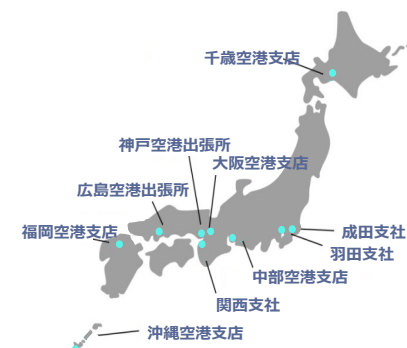 千歳空港支店
神戸空港出張所
大阪空港支店
広島空港出張所
福岡空港支店
成田支社
羽田支社
中部空港支店
関西支社
沖縄空港支店